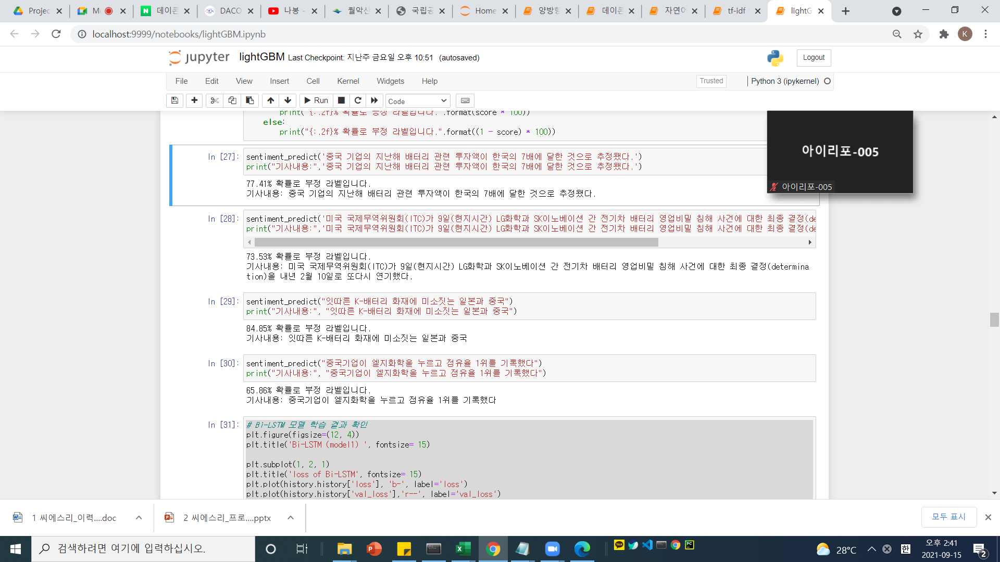 Projec
M
데이콘
DACO
나봉 -
월악산
국립공
Home
양방향
데이콘
자연어
tf-idf
lightG
localhost:9999/notebooks/lightGBM.ipynb
K
jupyter lightGBM Last Checkpoint: 지난주 금요일 오후 10:51 (autosaved)
Logout
File Edit View Insert Cell Kernel Widgets Help
Trusted
Python 3 (ipykernel)
Run
Code
print("{:.2f}% 확률로 긍정 라벨입니다.".format(score * 100))
else:
print("{:.2f}% 확률로 부정 라벨입니다.".format((1 - score) * 100))
In [27]: sentiment_predict('중국 기업의 지난해 배터리 관련 투자액이 한국의 7배에 달한 것으로 추정됐다.')
print("기사내용:",'중국 기업의 지난해 배터리 관련 투자액이 한국의 7배에 달한 것으로 추정됐다.')
77.41% 확률로 부정 라벨입니다.
기사내용: 중국 기업의 지난해 배터리 관련 투자액이 한국의 7배에 달한 것으로 추정됐다.
아이리포-005
아이리포-005
In [28]: sentiment_predict('미국 국제무역위원회(ITC)가 9일(현지시간) LG화학과 SK이노베이션 간 전기차 배터리 영업비밀 침해 사건에 대한 최종 결정(de
print("기사내용:",'미국 국제무역위원회(ITC)가 9일(현지시간) LG화학과 SK이노베이션 간 전기차 배터리 영업비밀 침해 사건에 대한 최종 결정(de
73.53% 확률로 부정 라벨입니다.
기사내용: 미국 국제무역위원회(ITC)가 9일(현지시간) LG화학과 SK이노베이션 간 전기차 배터리 영업비밀 침해 사건에 대한 최종 결정(determina
tion)을 내년 2월 10일로 또다시 연기했다.
In [29]: sentiment_predict("잇따른 K-배터리 화재에 미소짓는 일본과 중국")
print("기사내용:", "잇따른 K-배터리 화재에 미소짓는 일본과 중국")
84.85% 확률로 부정 라벨입니다.
기사내용: 잇따른 K-배터리 화재에 미소짓는 일본과 중국
In [30]: sentiment_predict("중국기업이 엘지화학을 누르고 점유율 1위를 기록했다")
print("기사내용:", "중국기업이 엘지화학을 누르고 점유율 1위를 기록했다")
65.86% 확률로 부정 라벨입니다.
기사내용: 중국기업이 엘지화학을 누르고 점유율 1위를 기록했다
In [31]: # Bi-LSTM 모델 학습 결과 확인
plt.figure(figsize=(12, 4))
plt.title('Bi-LSTM (model1) ', fontsize= 15)
plt.subplot(1, 2, 1)
plt.title('loss of Bi-LSTM', fontsize= 15)
plt.plot(history.history['loss'], 'b-', label='loss')
plt.plot(history.history['val_loss'],'r--', label='val_loss')
1 씨에스리_이력....doc
2 씨에스리_프로....pptx
모두 표시
검색하려면 여기에 입력하십시오.
28°C
한
오후 2:41
2021-09-15
2